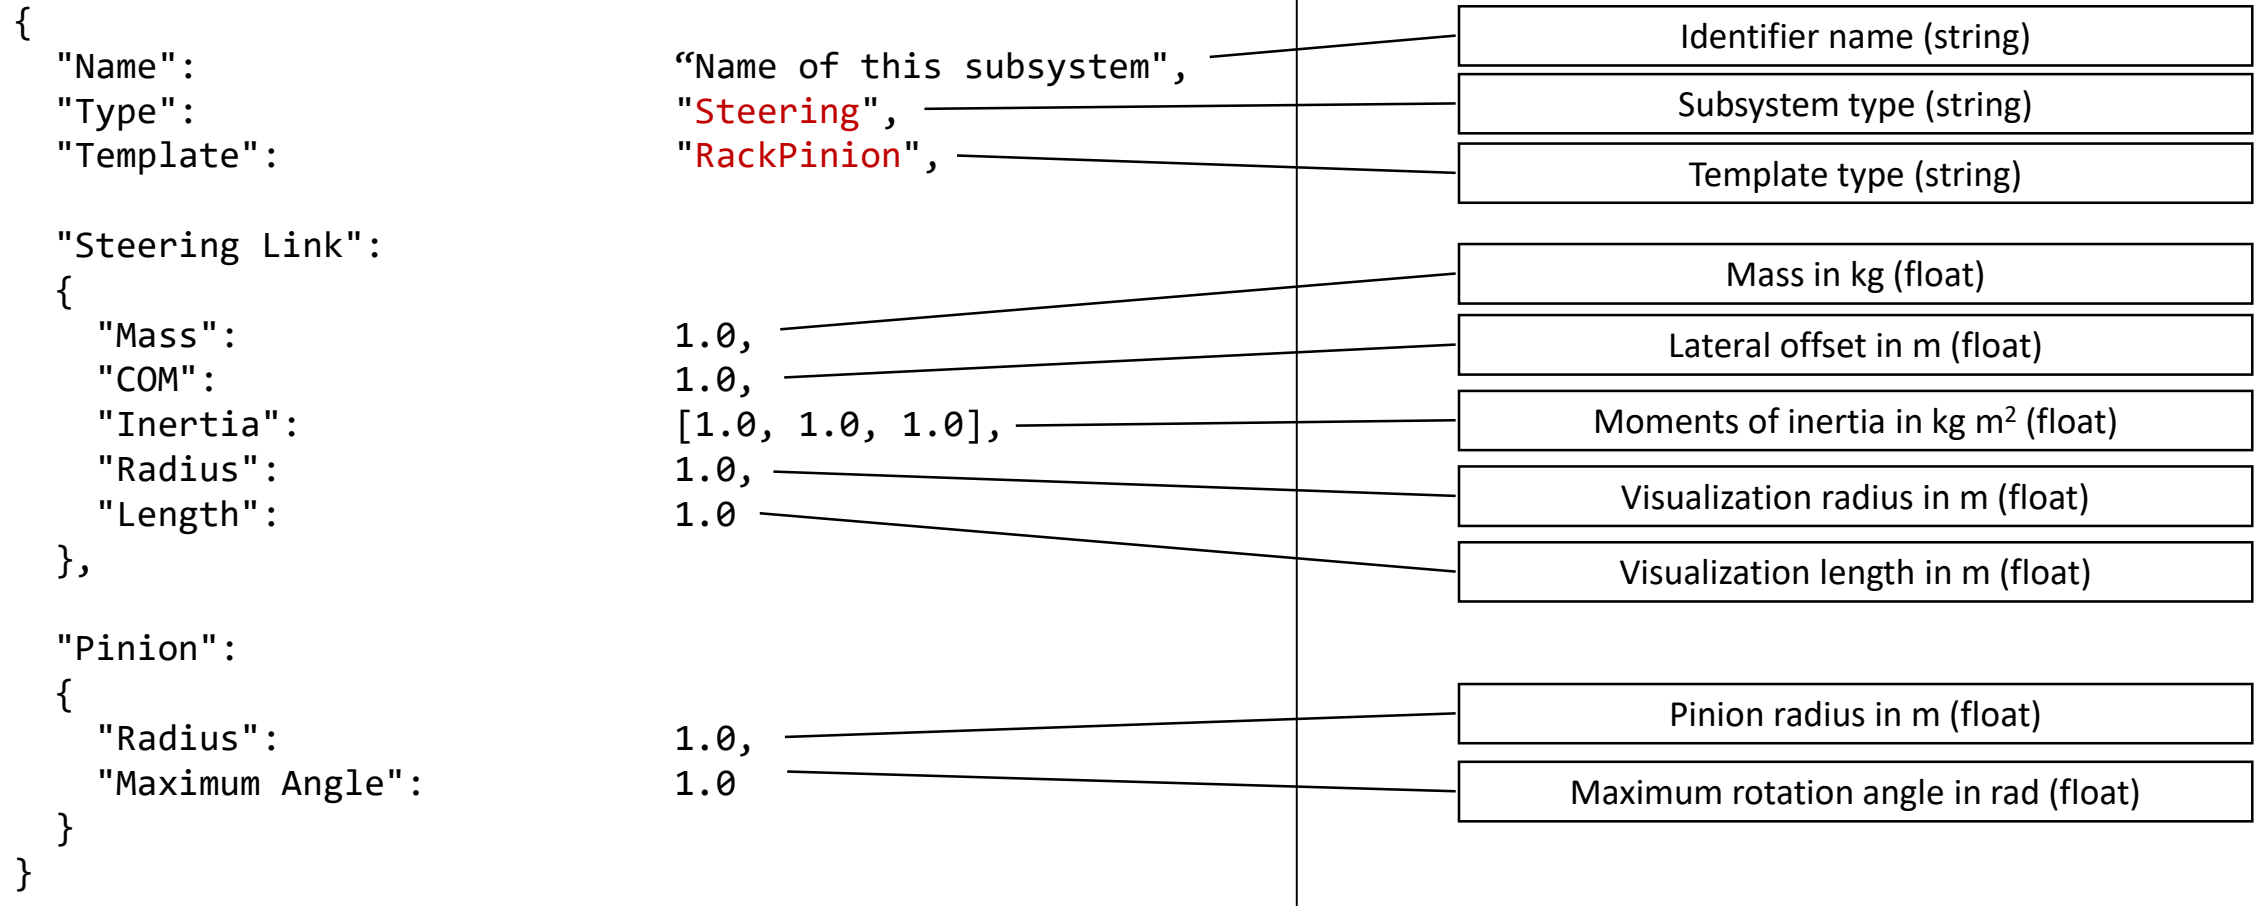 {
"Name": “Name of this subsystem", Identifier name (string)
"Type": "Steering", Subsystem type (string)
"Template": "RackPinion", Template type (string)
"Steering Link":
{
"Mass": 1.0, Mass in kg (float)
"COM": 1.0, Lateral offset in m (float)
"Inertia": [1.0, 1.0, 1.0], Moments of inertia in kg m² (float)
"Radius": 1.0, Visualization radius in m (float)
"Length": 1.0 Visualization length in m (float)
},
"Pinion":
{
"Radius": 1.0, Pinion radius in m (float)
"Maximum Angle": 1.0 Maximum rotation angle in rad (float)
}
}